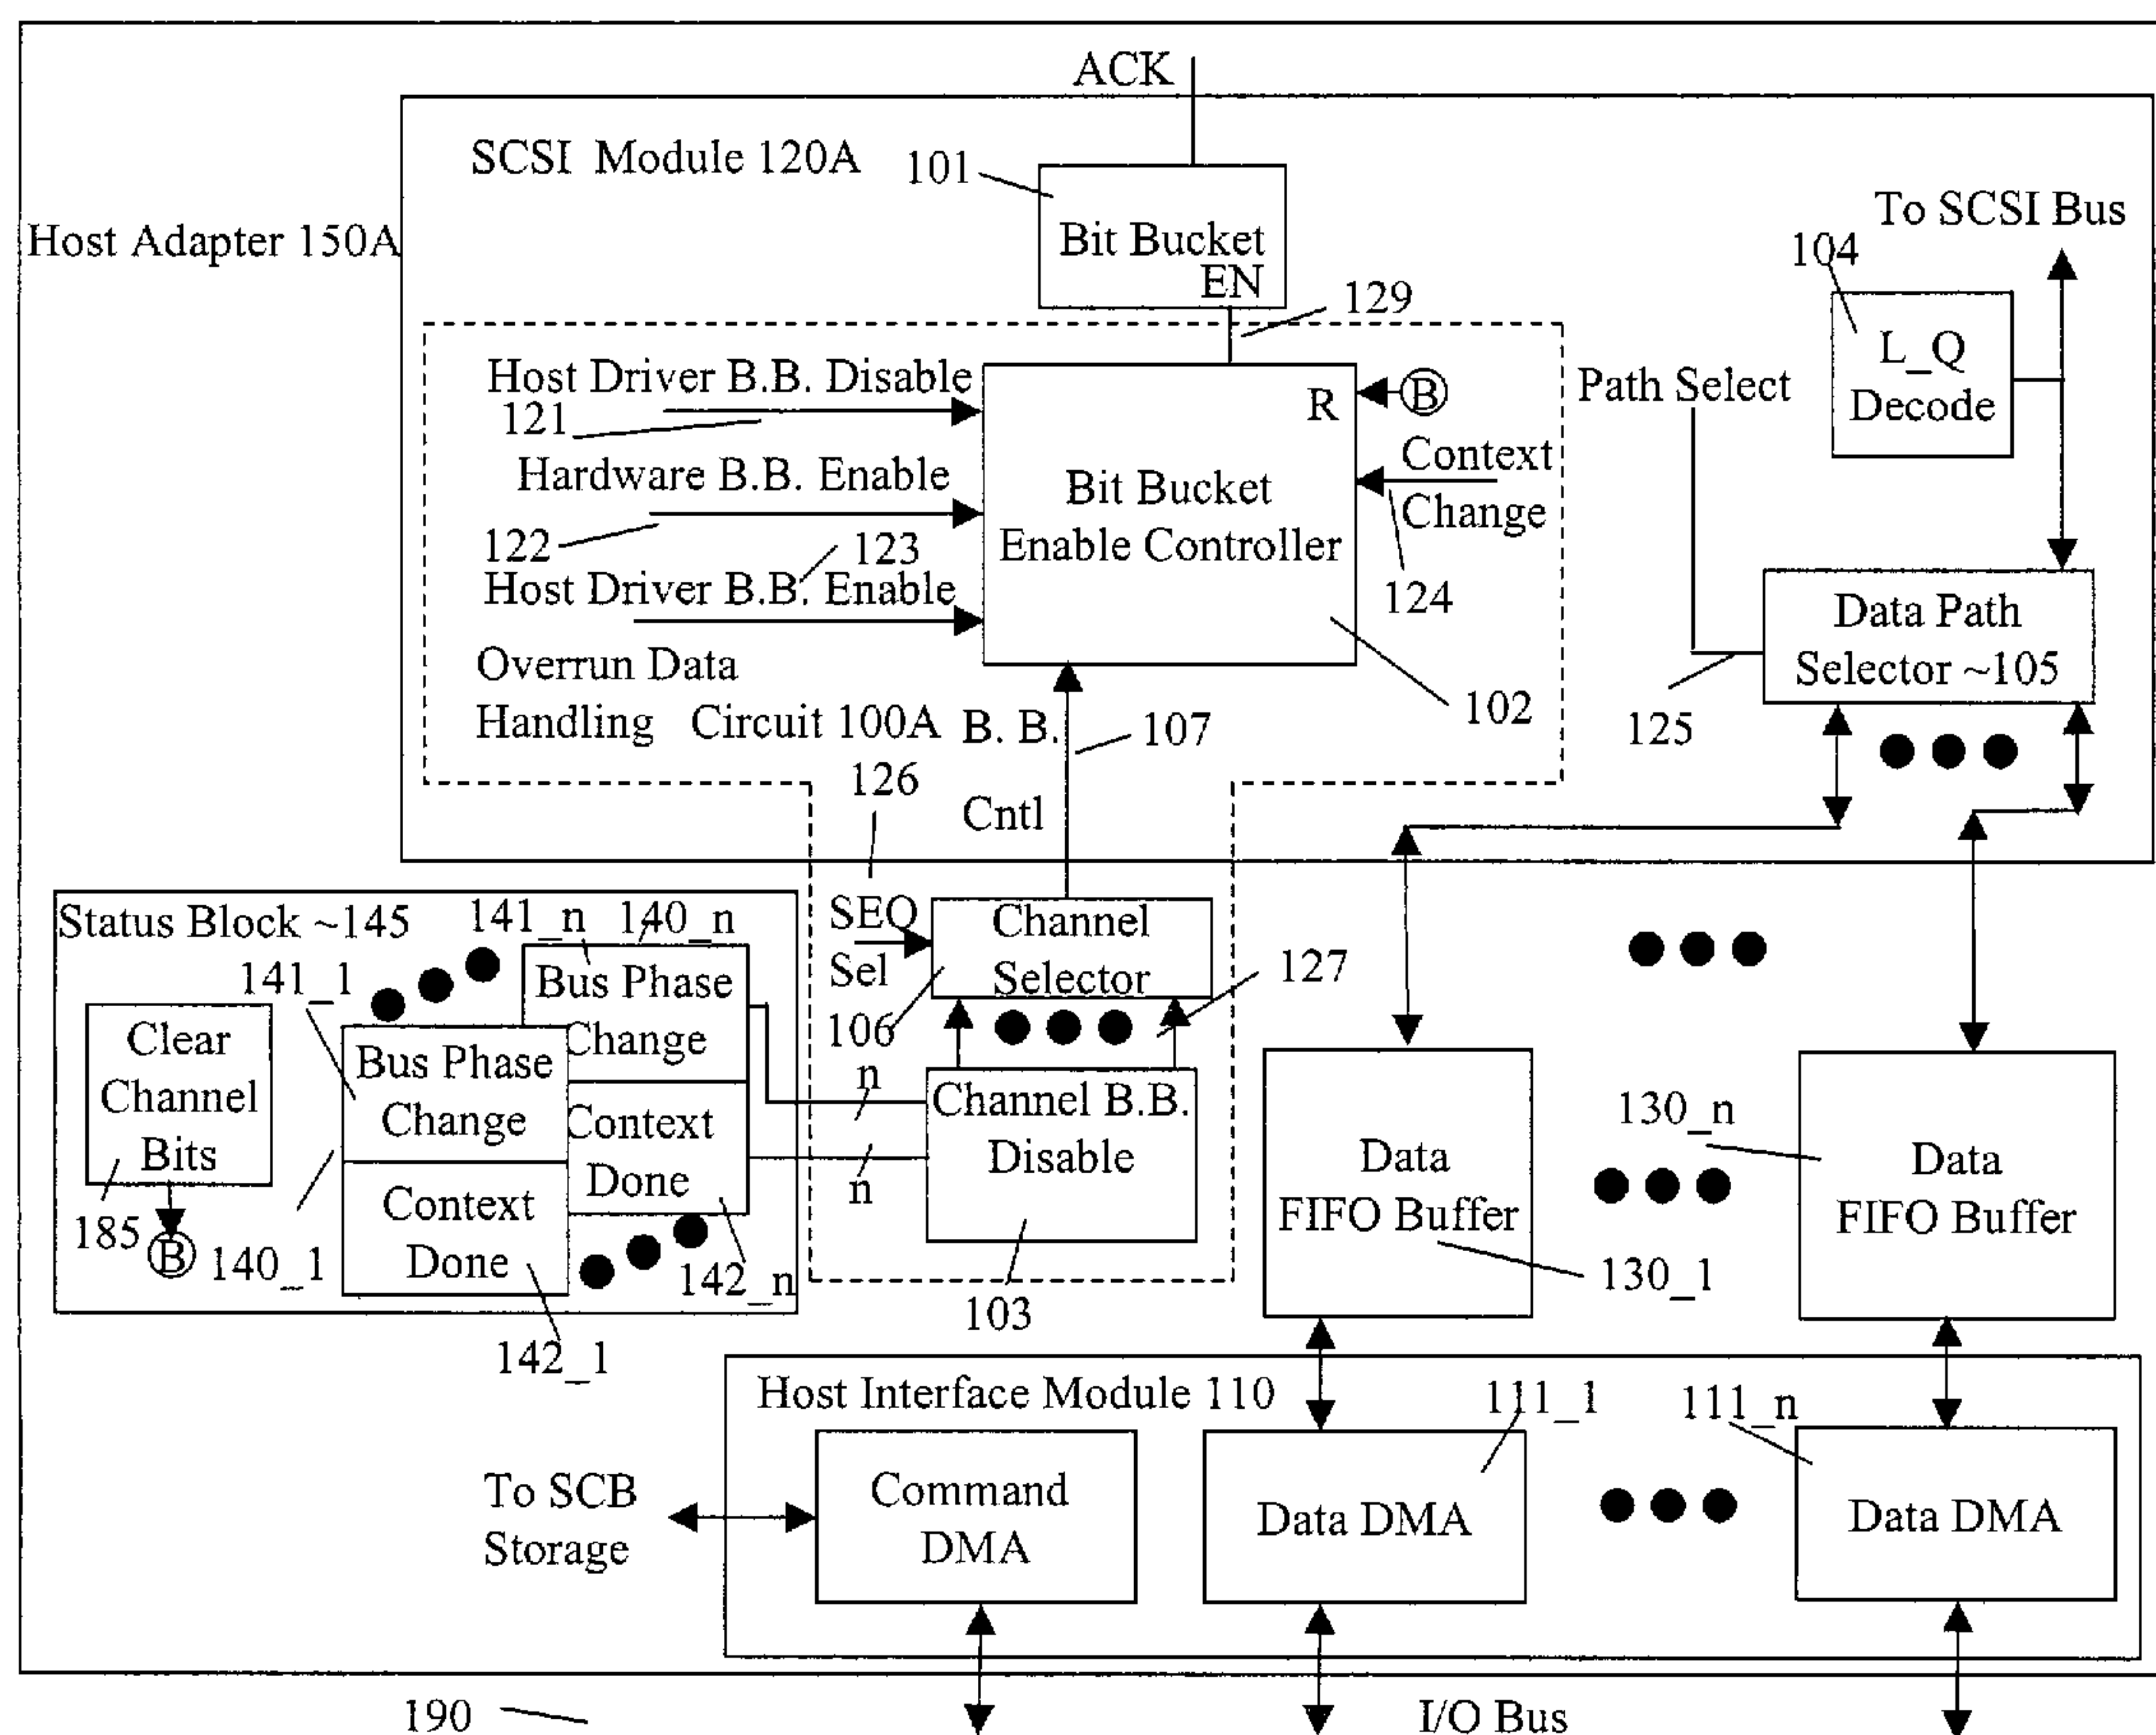 ACK
SCSI Module 120A
101
Bit Bucket
EN
Host Adapter 150A
To SCSI Bus
104
L_Q
Decode
129
Host Driver B.B. Disable
121
R
B
Path Select
Hardware B.B. Enable
122
Context
Change
124
Bit Bucket
Enable Controller
123
Host Driver B.B. Enable
Data Path
Selector ~105
125
Overrun Data
Handling Circuit 100A
B. B.
107
102
126
Cntl
Status Block ~145
141_n
140_n
SEQ
Sel
Channel
Selector
127
106
141_1
Bus Phase
Change
Clear
Channel
Bits
Bus Phase
Change
n
n
Channel B.B.
Disable
Context
Done
Context
Done
185
B
140_1
142_n
142_1
103
Data
FIFO Buffer
130_1
130_n
Data
FIFO Buffer
Host Interface Module 110
111_1
111_n
To SCB
Storage
Command
DMA
Data DMA
Data DMA
190
I/O Bus